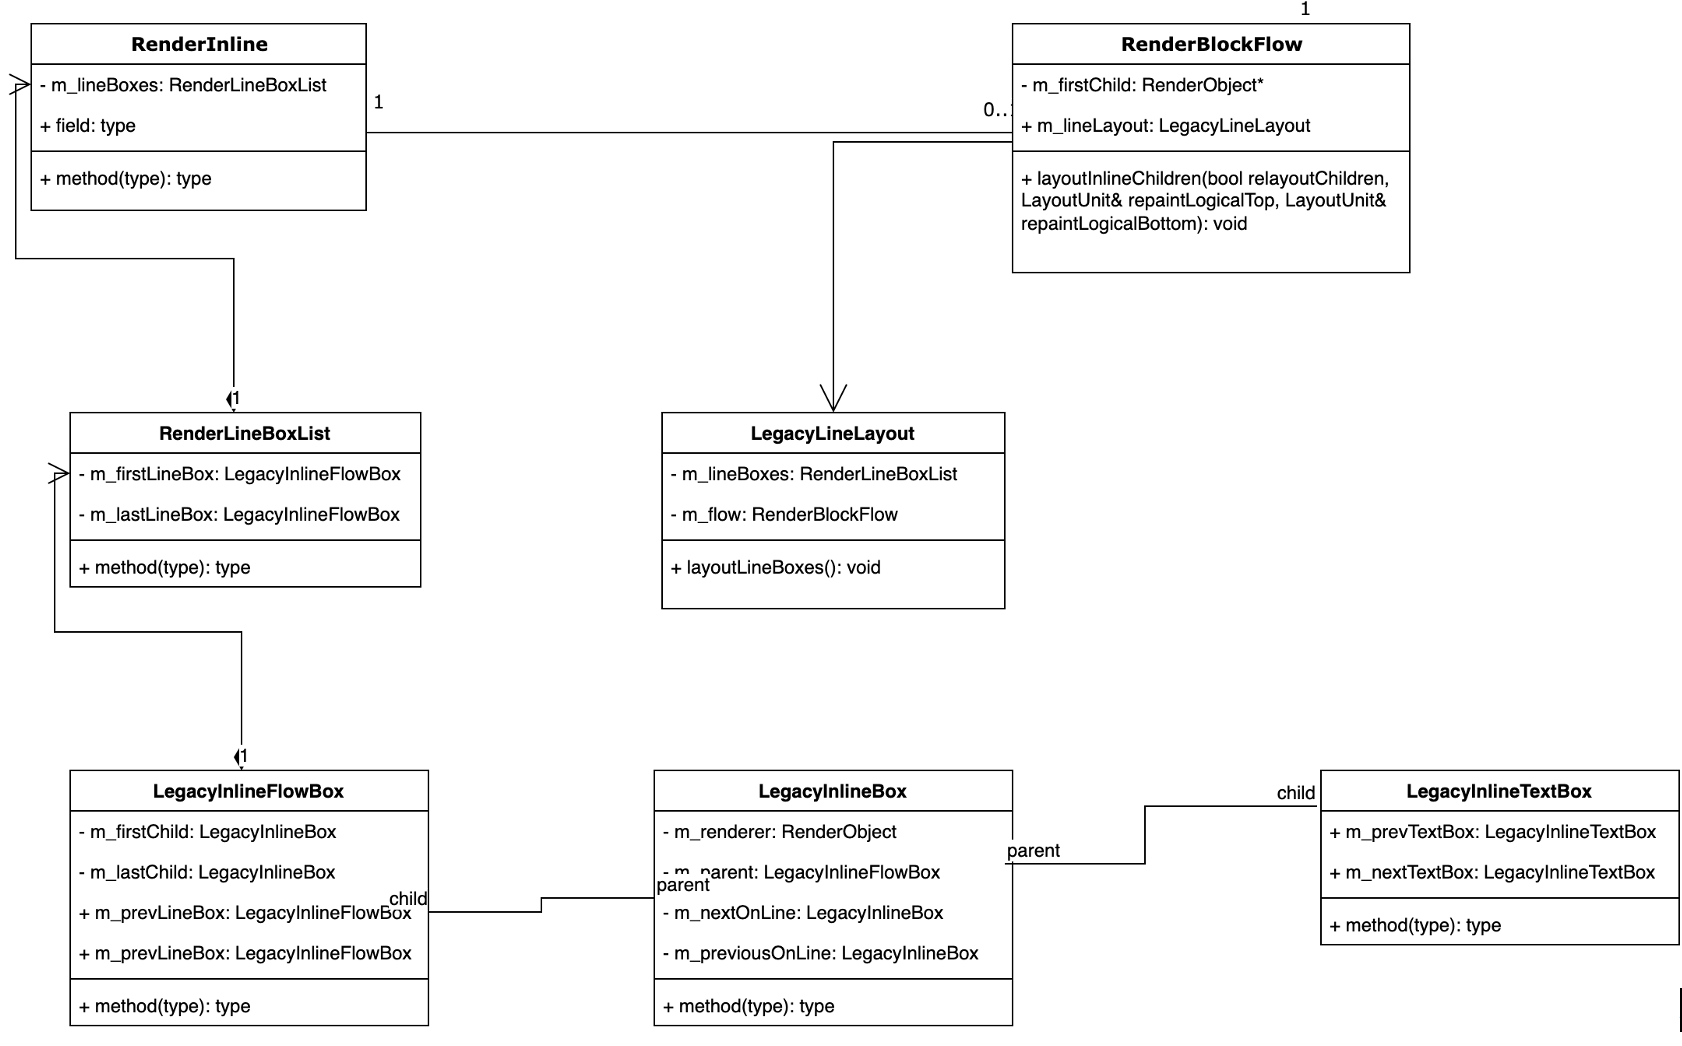 1
RenderInline
- m_lineBoxes: RenderLineBoxList
+ field: type
+ method(type): type
1
0..
RenderBlockFlow
- m_firstChild: RenderObject*
+ m_lineLayout: LegacyLineLayout
+ layoutInlineChildren(bool relayoutChildren,
LayoutUnit& repaintLogicalTop, LayoutUnit&
repaintLogicalBottom): void
1
RenderLineBoxList
- m_firstLineBox: LegacyInlineFlowBox
- m_lastLineBox: LegacyInlineFlowBox
+ method(type): type
LegacyLineLayout
- m_lineBoxes: RenderLineBoxList
- m_flow: RenderBlockFlow
+ layoutLineBoxes(): void
1
LegacyInlineFlowBox
- m_firstChild: LegacyInlineBox
- m_lastChild: LegacyInlineBox
+ m_prevLineBox: LegacyInlineFlowBox
+ m_prevLineBox: LegacyInlineFlowBox
+ method(type): type
child
parent
LegacyInlineBox
- m_renderer: RenderObject
- m_parent: LegacyInlineFlowBox
- m_nextOnLine: LegacyInlineBox
- m_previousOnLine: LegacyInlineBox
+ method(type): type
parent
child
LegacyInlineTextBox
+ m_prevTextBox: LegacyInlineTextBox
+ m_nextTextBox: LegacyInlineTextBox
+ method(type): type